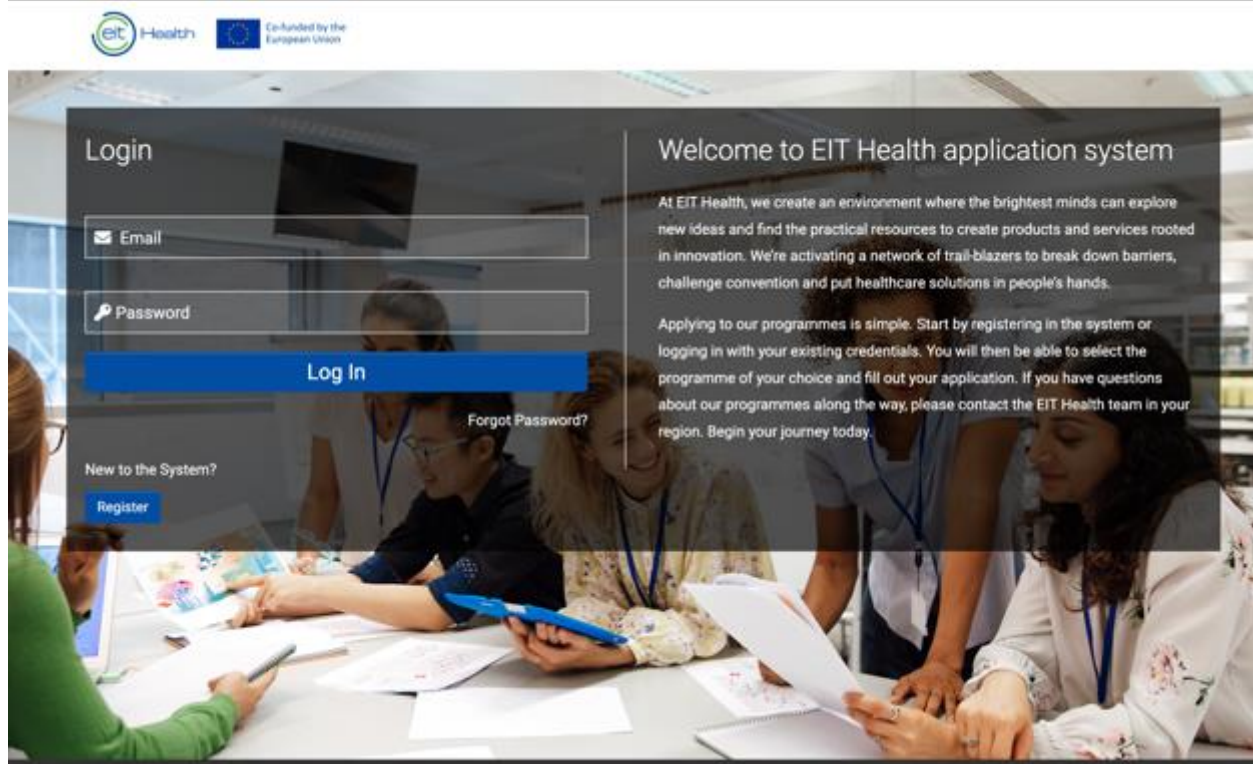 eit Health
Co-funded by the
European Union
Login
Email
Password
Log In
Forgot Password?
New to the System?
Register
Welcome to EIT Health application system
At EIT Health, we create an environment where the brightest minds can explore
new ideas and find the practical resources to create products and services rooted
in innovation. We're activating a network of trail-blazers to break down barriers,
challenge convention and put healthcare solutions in people's hands.
Applying to our programmes is simple. Start by registering in the system or
logging in with your existing credentials. You will then be able to select the
programme of your choice and fill out your application. If you have questions
about our programmes along the way, please contact the EIT Health team in your
region. Begin your journey today.